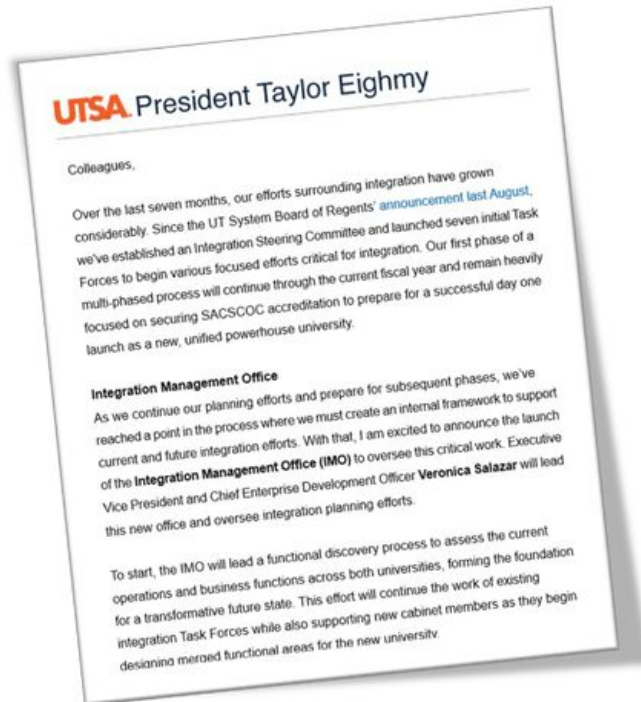 UTSA. President Taylor Eighmy
Colleagues,
Over the last seven months, our efforts surrounding integration have grown
considerably. Since the UT System Board of Regents' announcement last August,
we've established an Integration Steering Committee and launched seven initial Task
Forces to begin various focused efforts critical for integration. Our first phase of a
multi-phased process will continue through the current fiscal year and remain heavily
focused on securing SACSCOC accreditation to prepare for a successful day one
launch as a new, unified powerhouse university.
Integration Management Office
As we continue our planning efforts and prepare for subsequent phases, we've
reached a point in the process where we must create an internal framework to support
current and future integration efforts. With that, I am excited to announce the launch
of the Integration Management Office (IMO) to oversee this critical work. Executive
Vice President and Chief Enterprise Development Officer Veronica Salazar will lead
this new office and oversee integration planning efforts.
To start, the IMO will lead a functional discovery process to assess the current
operations and business functions across both universities, forming the foundation
for a transformative future state. This effort will continue the work of existing
integration Task Forces while also supporting new cabinet members as they begin
designing merged functional areas for the new university.